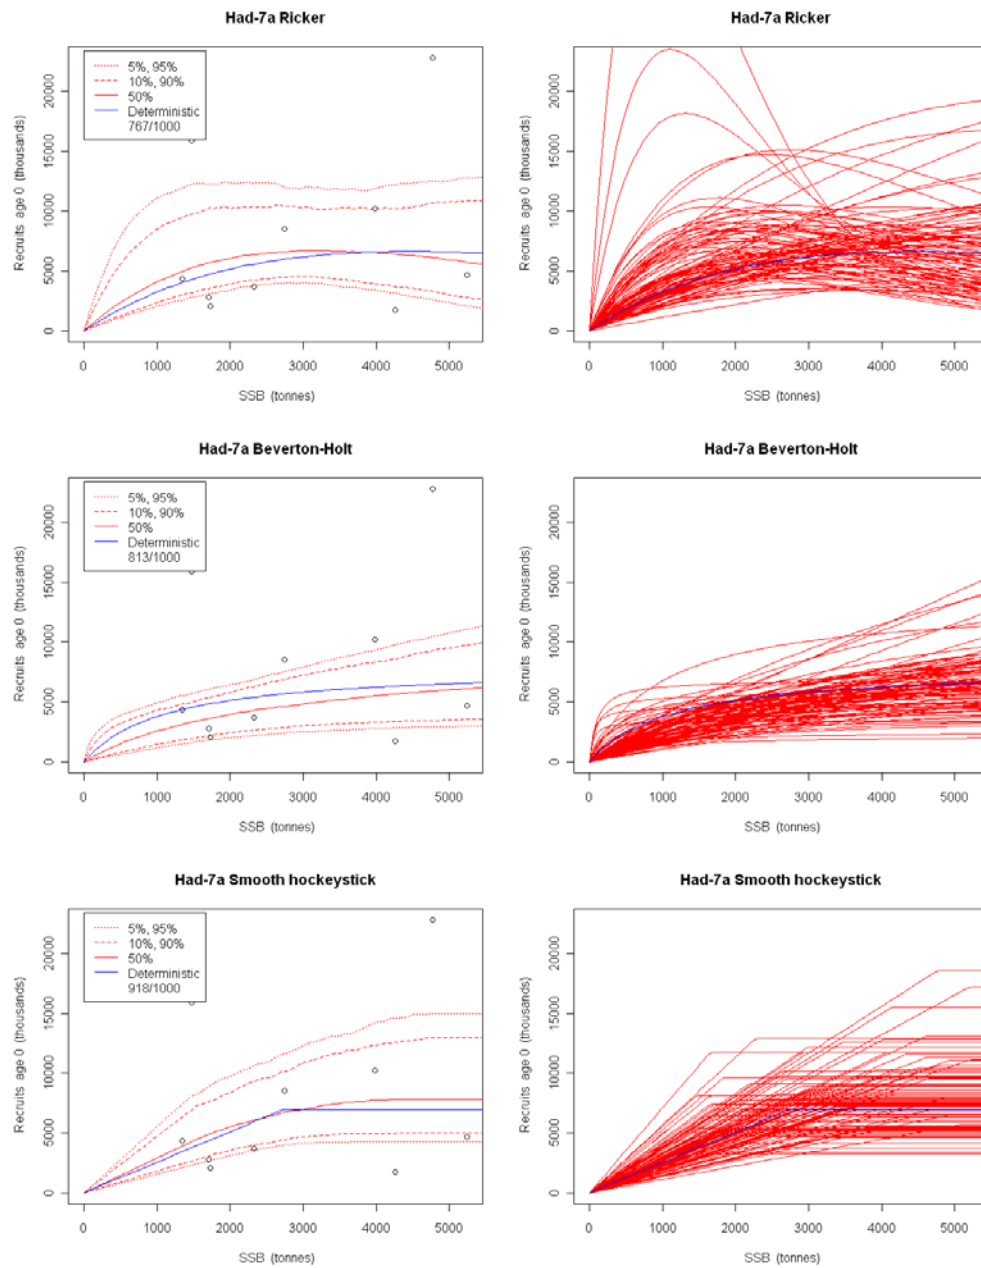 Had-7a Ricker
Had-7a Ricker
5%, 95%
10%, 90%
50%
Deterministic
767/1000
Recruits age 0 (thousands)
0
5000
10000
15000
20000
0 1000 2000 3000 4000 5000
SSB (tonnes)
Recruits age 0 (thousands)
0
5000
10000
15000
20000
0 1000 2000 3000 4000 5000
SSB (tonnes)
Had-7a Beverton-Holt
Had-7a Beverton-Holt
5%, 95%
10%, 90%
50%
Deterministic
813/1000
Recruits age 0 (thousands)
0
5000
10000
15000
20000
0 1000 2000 3000 4000 5000
SSB (tonnes)
Recruits age 0 (thousands)
0
5000
10000
15000
20000
0 1000 2000 3000 4000 5000
SSB (tonnes)
Had-7a Smooth hockeystick
Had-7a Smooth hockeystick
5%, 95%
10%, 90%
50%
Deterministic
918/1000
Recruits age 0 (thousands)
0
5000
10000
15000
20000
0 1000 2000 3000 4000 5000
SSB (tonnes)
Recruits age 0 (thousands)
0
5000
10000
15000
20000
0 1000 2000 3000 4000 5000
SSB (tonnes)